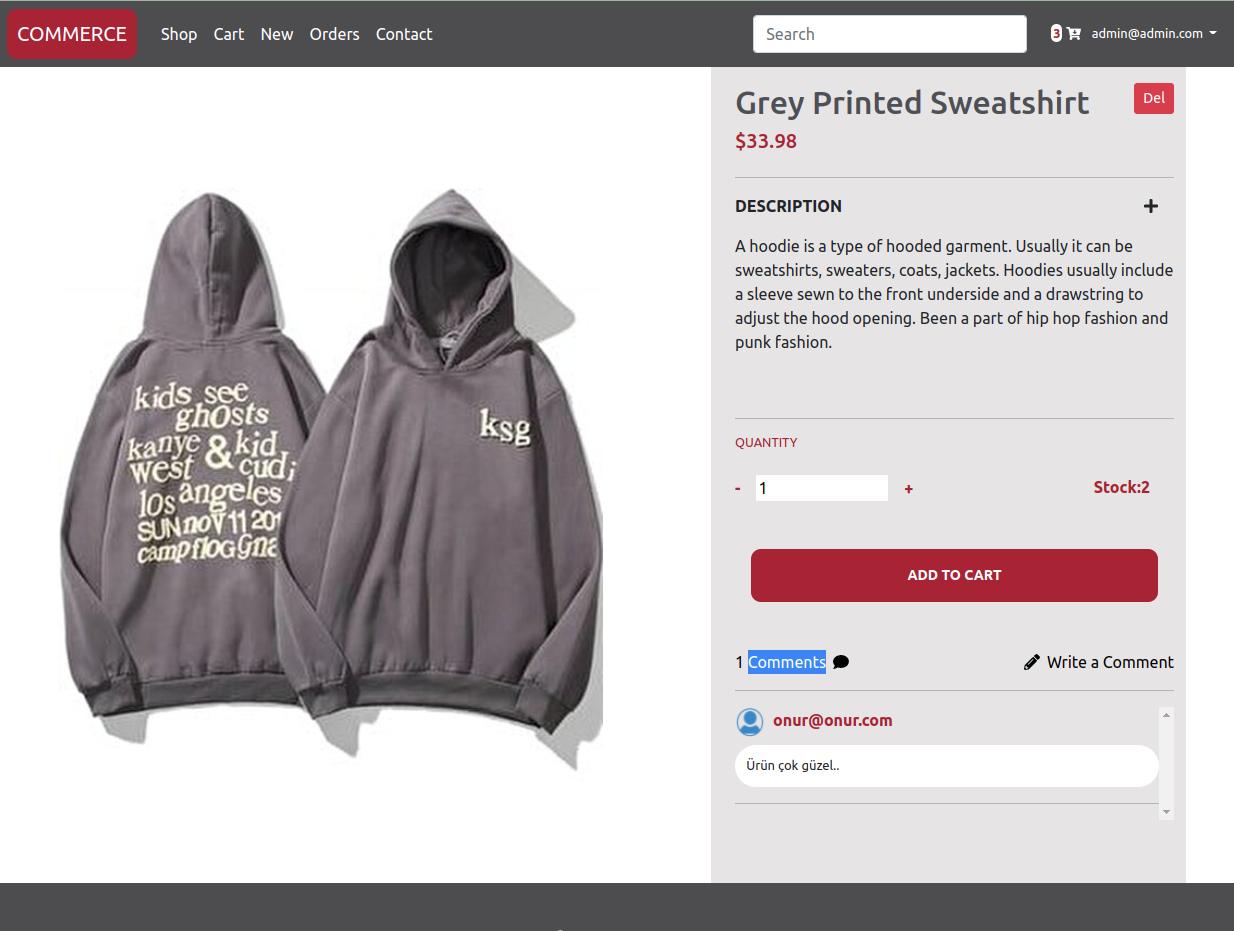 COMMERCE
Shop
Cart
New
Orders
Contact
Search
3
admin@admin.com
Grey Printed Sweatshirt
Del
$33.98
DESCRIPTION
A hoodie is a type of hooded garment. Usually it can be
sweatshirts, sweaters, coats, jackets. Hoodies usually include
a sleeve sewn to the front underside and a drawstring to
adjust the hood opening. Been a part of hip hop fashion and
punk fashion.
kids see
ghosts
kanye & kid
west cudi
los angeles
SUN nov 11 201
camp flog gna
ksg
QUANTITY
- 1 +
Stock:2
ADD TO CART
1 Comments
Write a Comment
onur@onur.com
Ürün çok güzel..